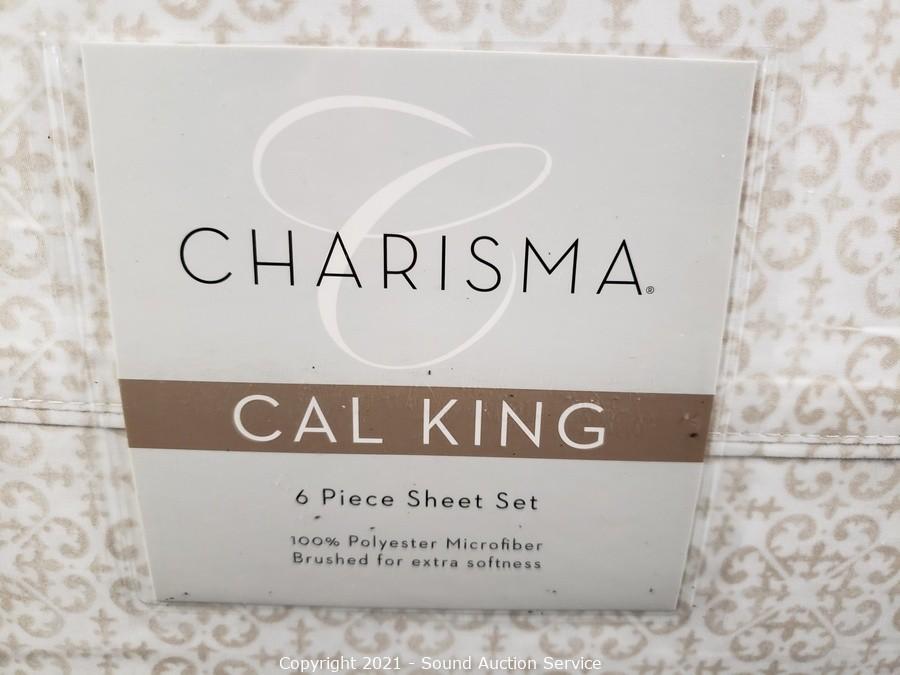 CHARISMA®
CAL KING
6 Piece Sheet Set
100% Polyester Microfiber
Brushed for extra softness
Copyright 2021 - Sound Auction Service